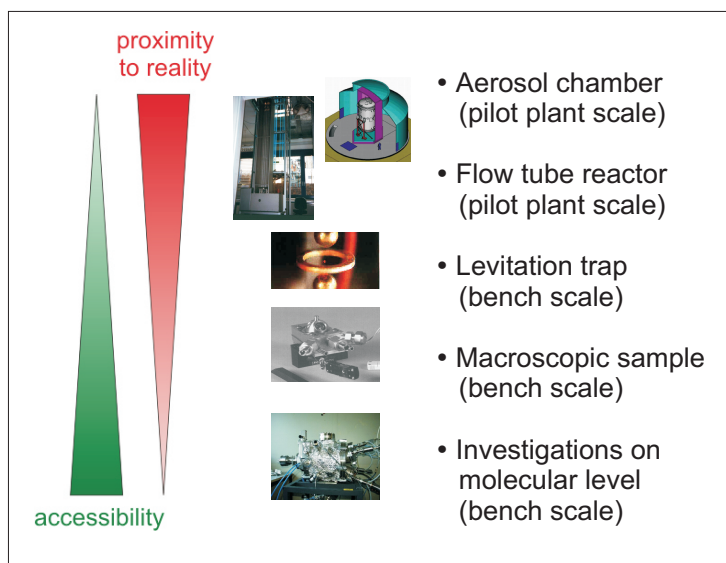 proximity
to reality
• Aerosol chamber
(pilot plant scale)
• Flow tube reactor
(pilot plant scale)
• Levitation trap
(bench scale)
• Macroscopic sample
(bench scale)
• Investigations on
molecular level
(bench scale)
accessibility